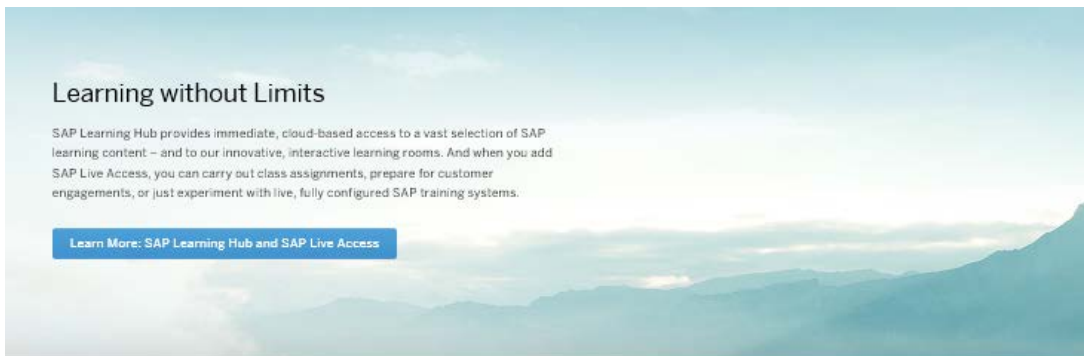 Learning without Limits
SAP Learning Hub provides immediate, cloud-based access to a vast selection of SAP
learning content – and to our innovative, interactive learning rooms. And when you add
SAP Live Access, you can carry out class assignments, prepare for customer
engagements, or just experiment with live, fully configured SAP training systems.
Learn More: SAP Learning Hub and SAP Live Access